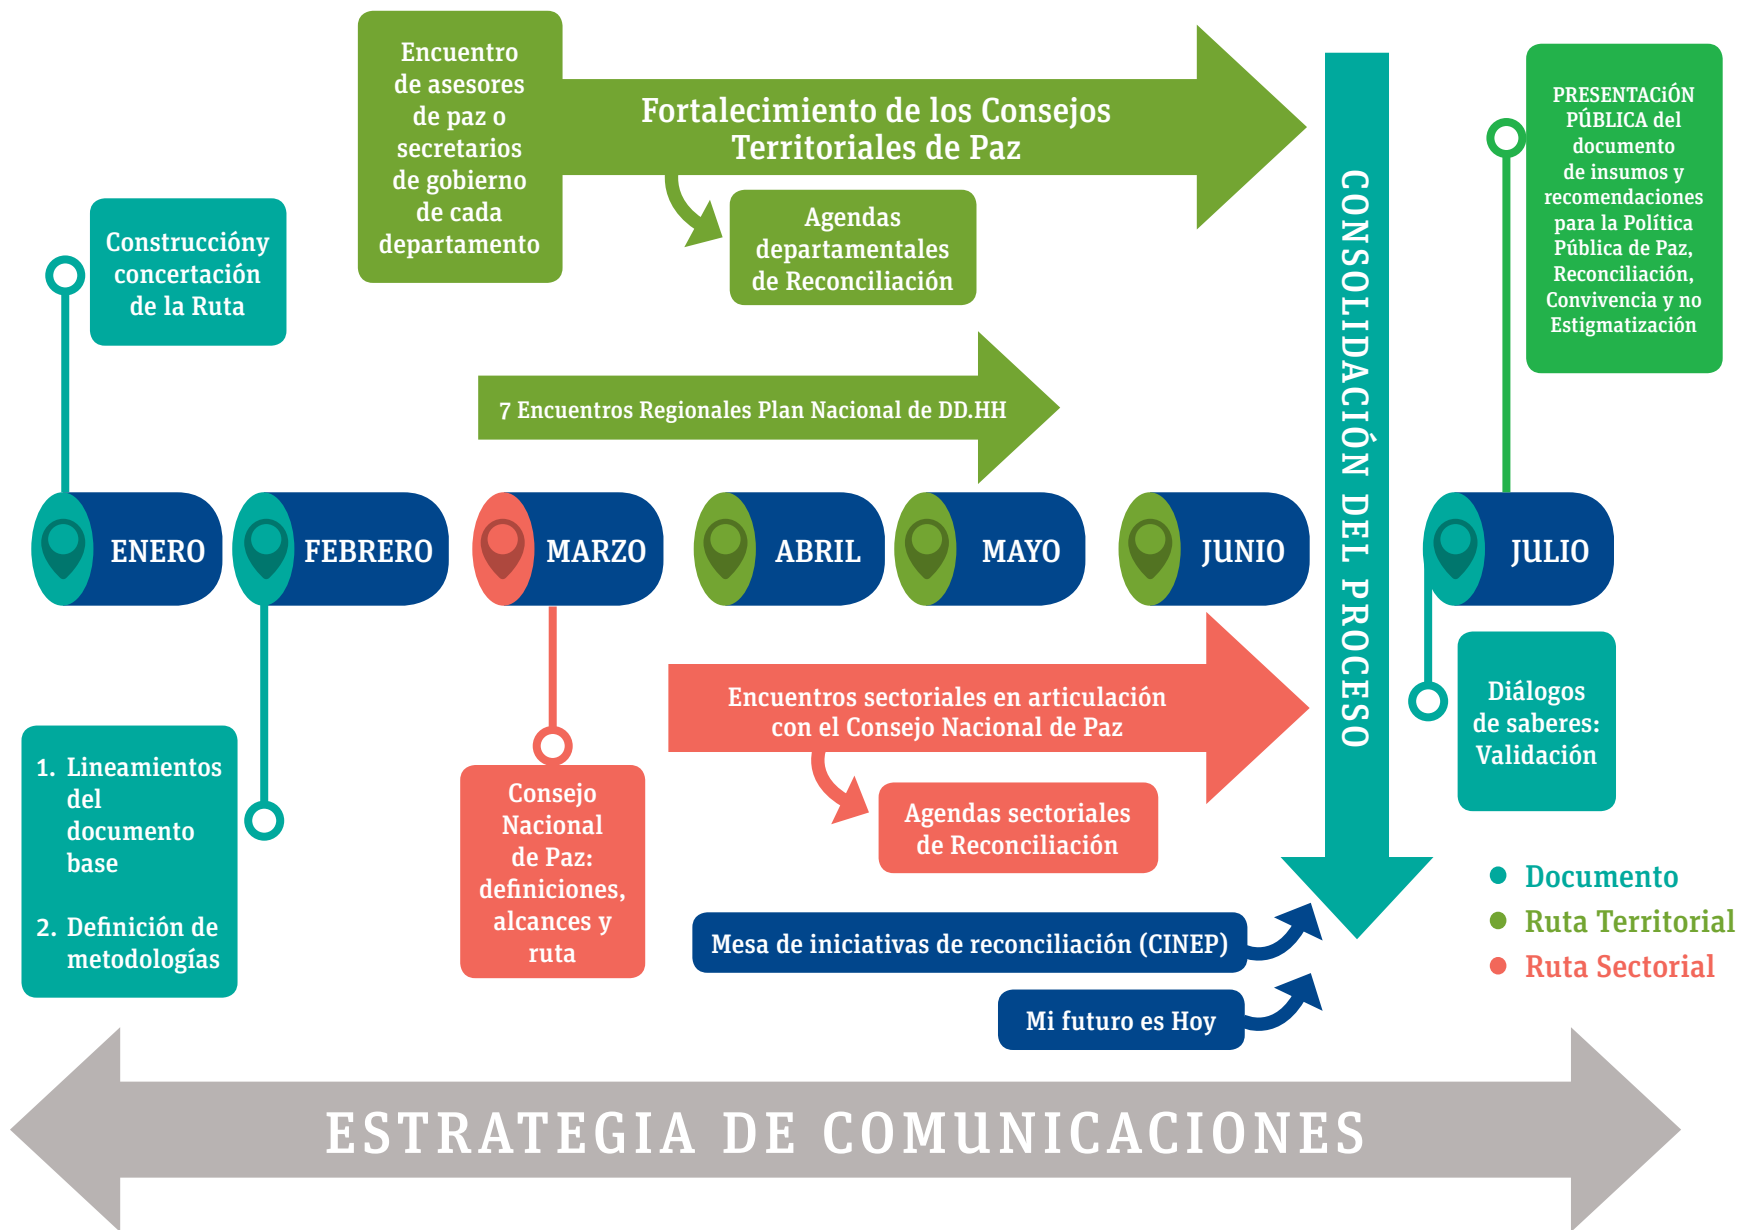 Encuentro
de asesores
de paz o
secretarios
de gobierno
de cada
departamento
Fortalecimiento de los Consejos
Territoriales de Paz
Agendas
departamentales
de Reconciliación
Construccióny
concertación
de la Ruta
7 Encuentros Regionales Plan Nacional de DD.HH
CONSOLIDACIÓN DEL PROCESO
PRESENTACiÓN
PÚBLICA del
documento
de insumos y
recomendaciones
para la Política
Pública de Paz,
Reconciliación,
Convivencia y no
Estigmatización
ENERO
FEBRERO
MARZO
ABRIL
MAYO
JUNIO
JULIO
1. Lineamientos
del
documento
base
2. Definición de
metodologías
Consejo
Nacional
de Paz:
definiciones,
alcances y
ruta
Encuentros sectoriales en articulación
con el Consejo Nacional de Paz
Agendas sectoriales
de Reconciliación
Diálogos
de saberes:
Validación
Mesa de iniciativas de reconciliación (CINEP)
Mi futuro es Hoy
Documento
Ruta Territorial
Ruta Sectorial
ESTRATEGIA DE COMUNICACIONES